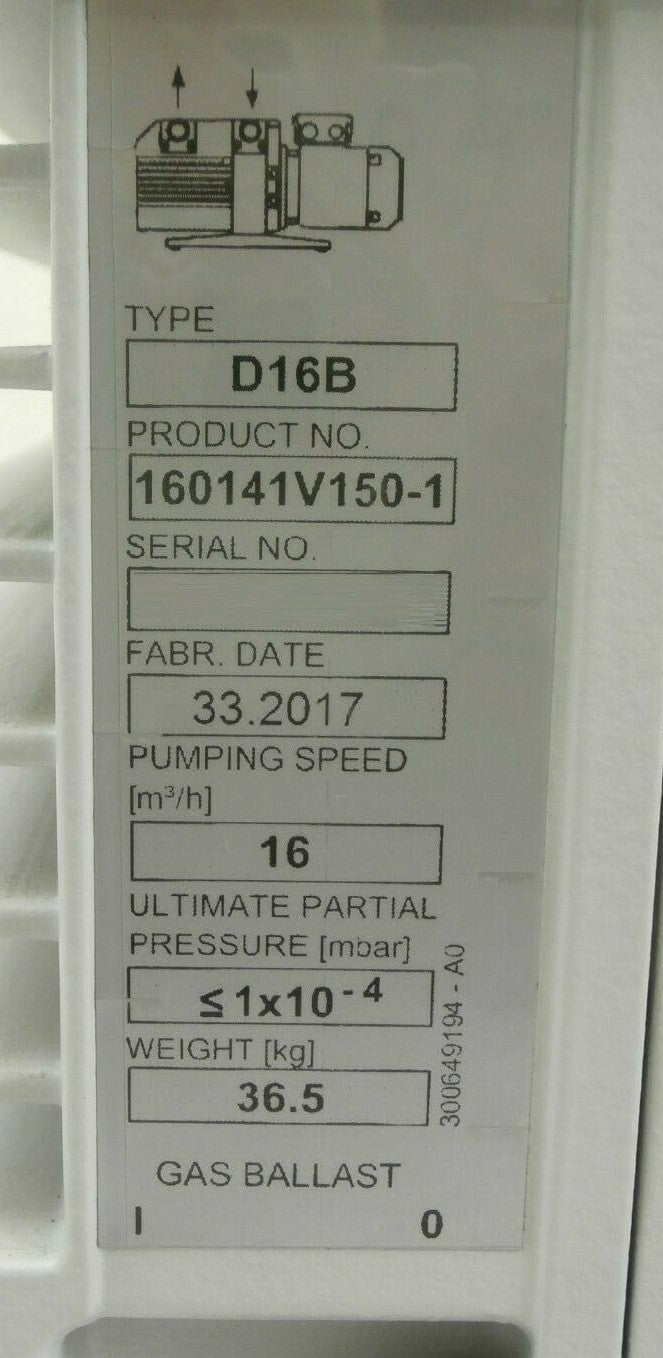 TYPE
D16B
PRODUCT NO.
160141V150-1
SERIAL NO.
FABR. DATE
33.2017
PUMPING SPEED
[m³/h]
16
ULTIMATE PARTIAL
PRESSURE [mbar]
≤1x10⁻⁴
WEIGHT [kg]
36.5
300649194 - A0
GAS BALLAST
I 0